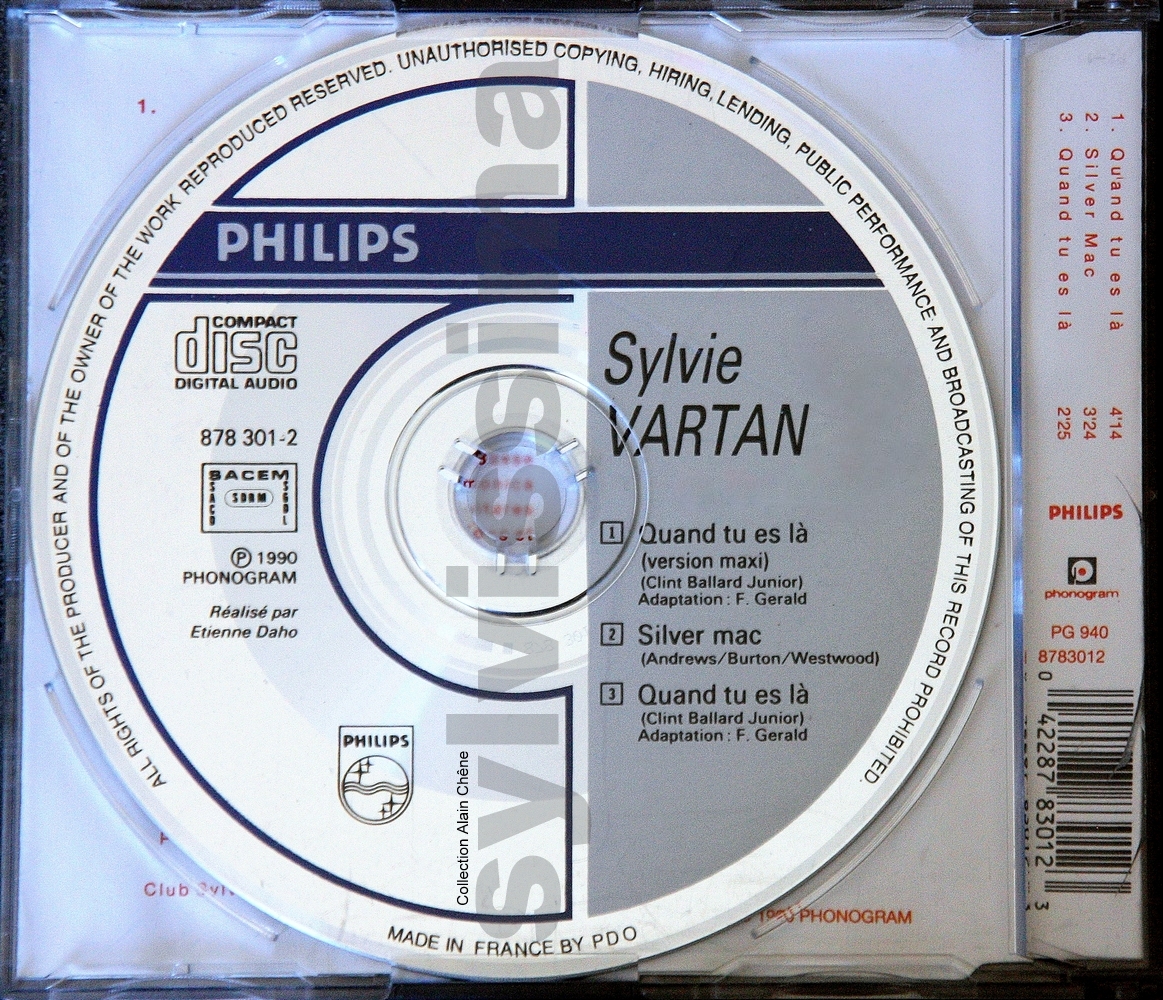 1.
ALL RIGHTS OF THE PRODUCER AND OF THE OWNER OF THE WORK REPRODUCED RESERVED. UNAUTHORISED COPYING, HIRING, LENDING, PUBLIC PERFORMANCE AND BROADCASTING OF THIS RECORD PROHIBITED.
PHILIPS
COMPACT
disc
DIGITAL AUDIO
878 301-2
SACEM
SACD
SDRM
SGDL
Ⓟ 1990
PHONOGRAM
Réalisé par
Etienne Daho
PHILIPS
Sylvie
VARTAN
1 Quand tu es là
(version maxi)
(Clint Ballard Junior)
Adaptation : F. Gerald
2 Silver mac
(Andrews/Burton/Westwood)
3 Quand tu es là
(Clint Ballard Junior)
Adaptation : F. Gerald
MADE IN FRANCE BY PDO
Collection Alain Chêne
sylvissima
Club
1990 PHONOGRAM
1. Quand tu es là 4'14
2. Silver Mac 3'24
3. Quand tu es là 2'25
PHILIPS
phonogram
PG 940
8783012
0 42287 83012 3